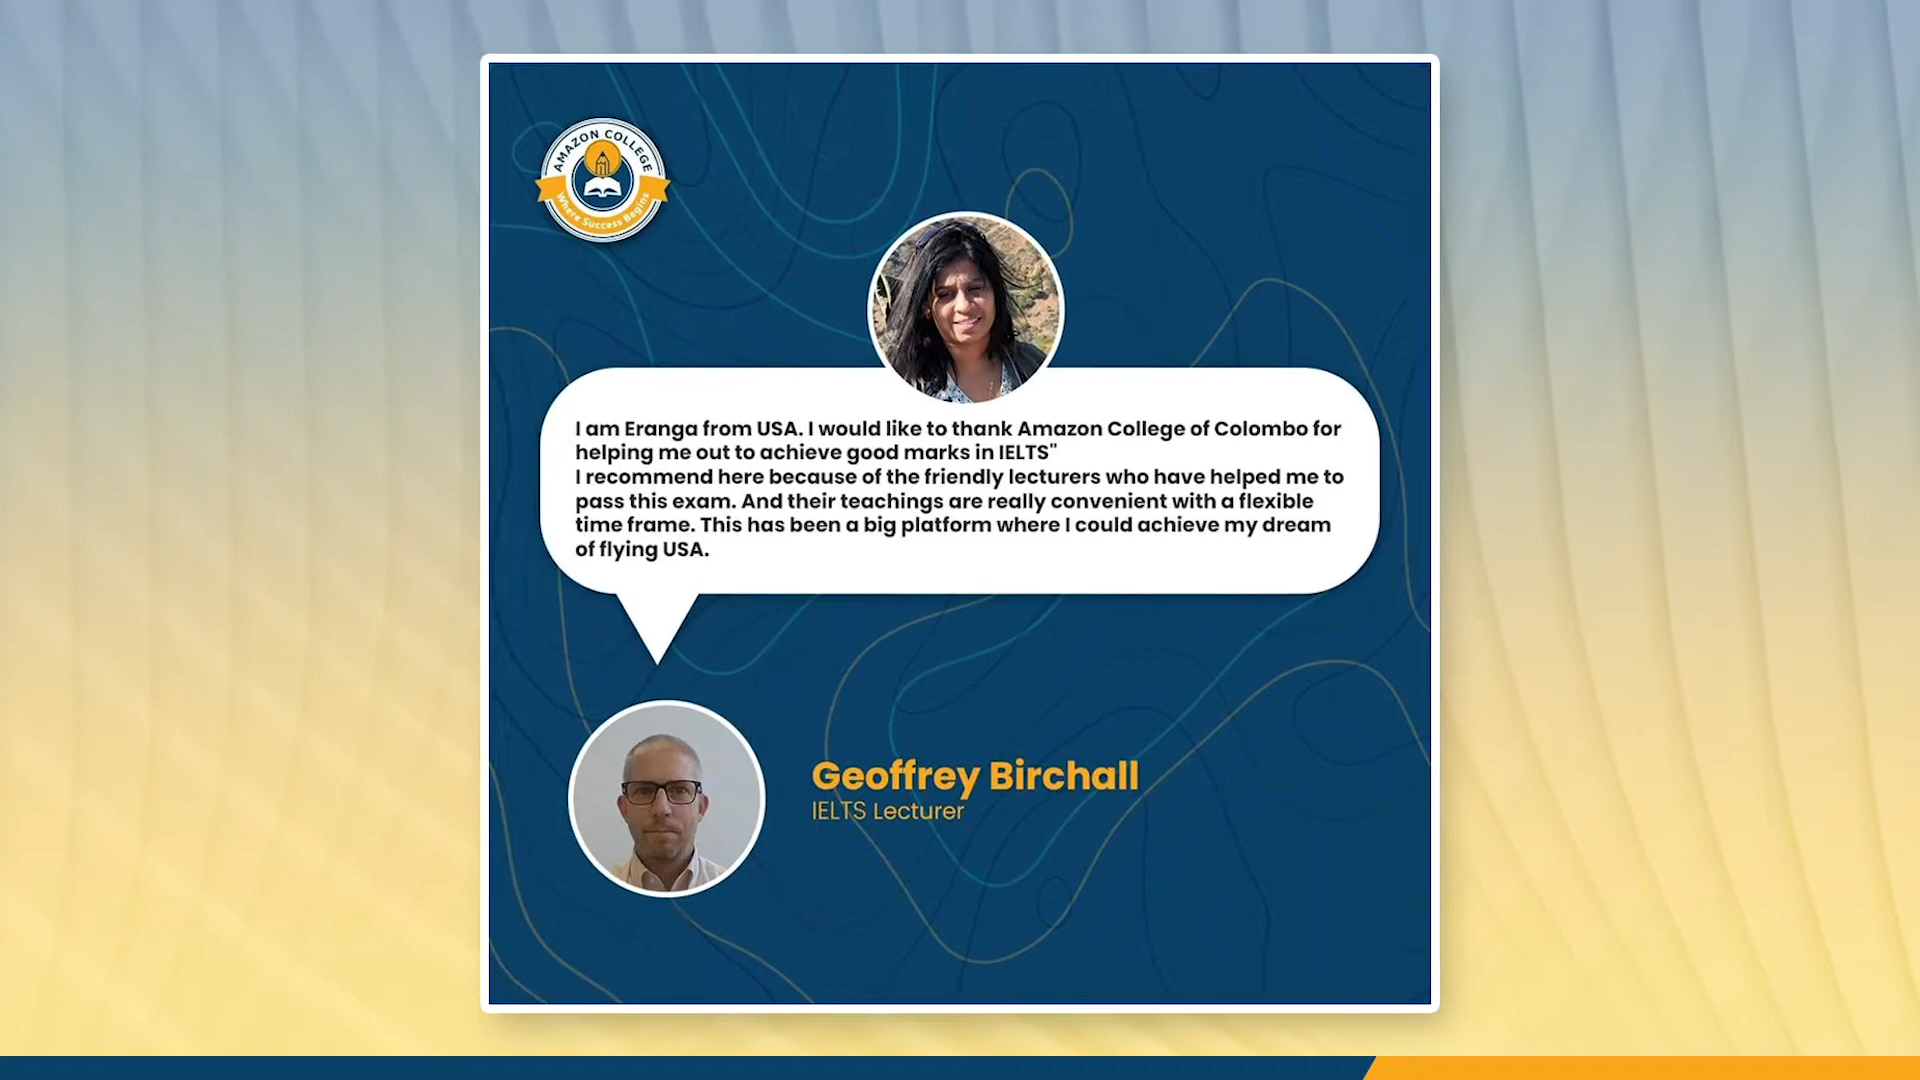 AMAZON COLLEGE
Where Success Begins
I am Eranga from USA. I would like to thank Amazon College of Colombo for
helping me out to achieve good marks in IELTS"
I recommend here because of the friendly lecturers who have helped me to
pass this exam. And their teachings are really convenient with a flexible
time frame. This has been a big platform where I could achieve my dream
of flying USA.
Geoffrey Birchall
IELTS Lecturer